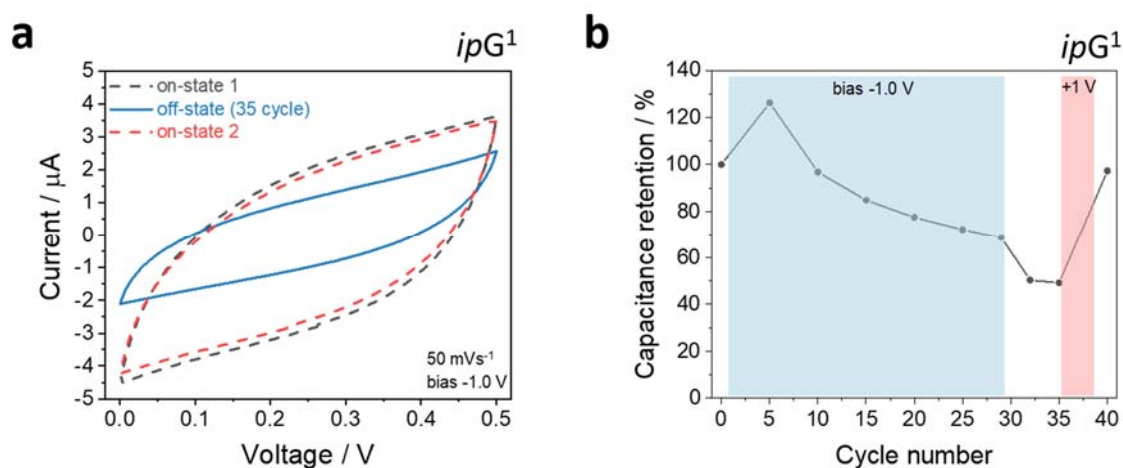 a
ipG¹
5
4
3
2
1
0
-1
-2
-3
-4
-5
on-state 1
off-state (35 cycle)
on-state 2
50 mVs⁻¹
bias -1.0 V
0.0 0.1 0.2 0.3 0.4 0.5
Current / μA
Voltage / V
b
ipG¹
140
120
100
80
60
40
20
0
bias -1.0 V
+1 V
0 5 10 15 20 25 30 35 40
Capacitance retention / %
Cycle number